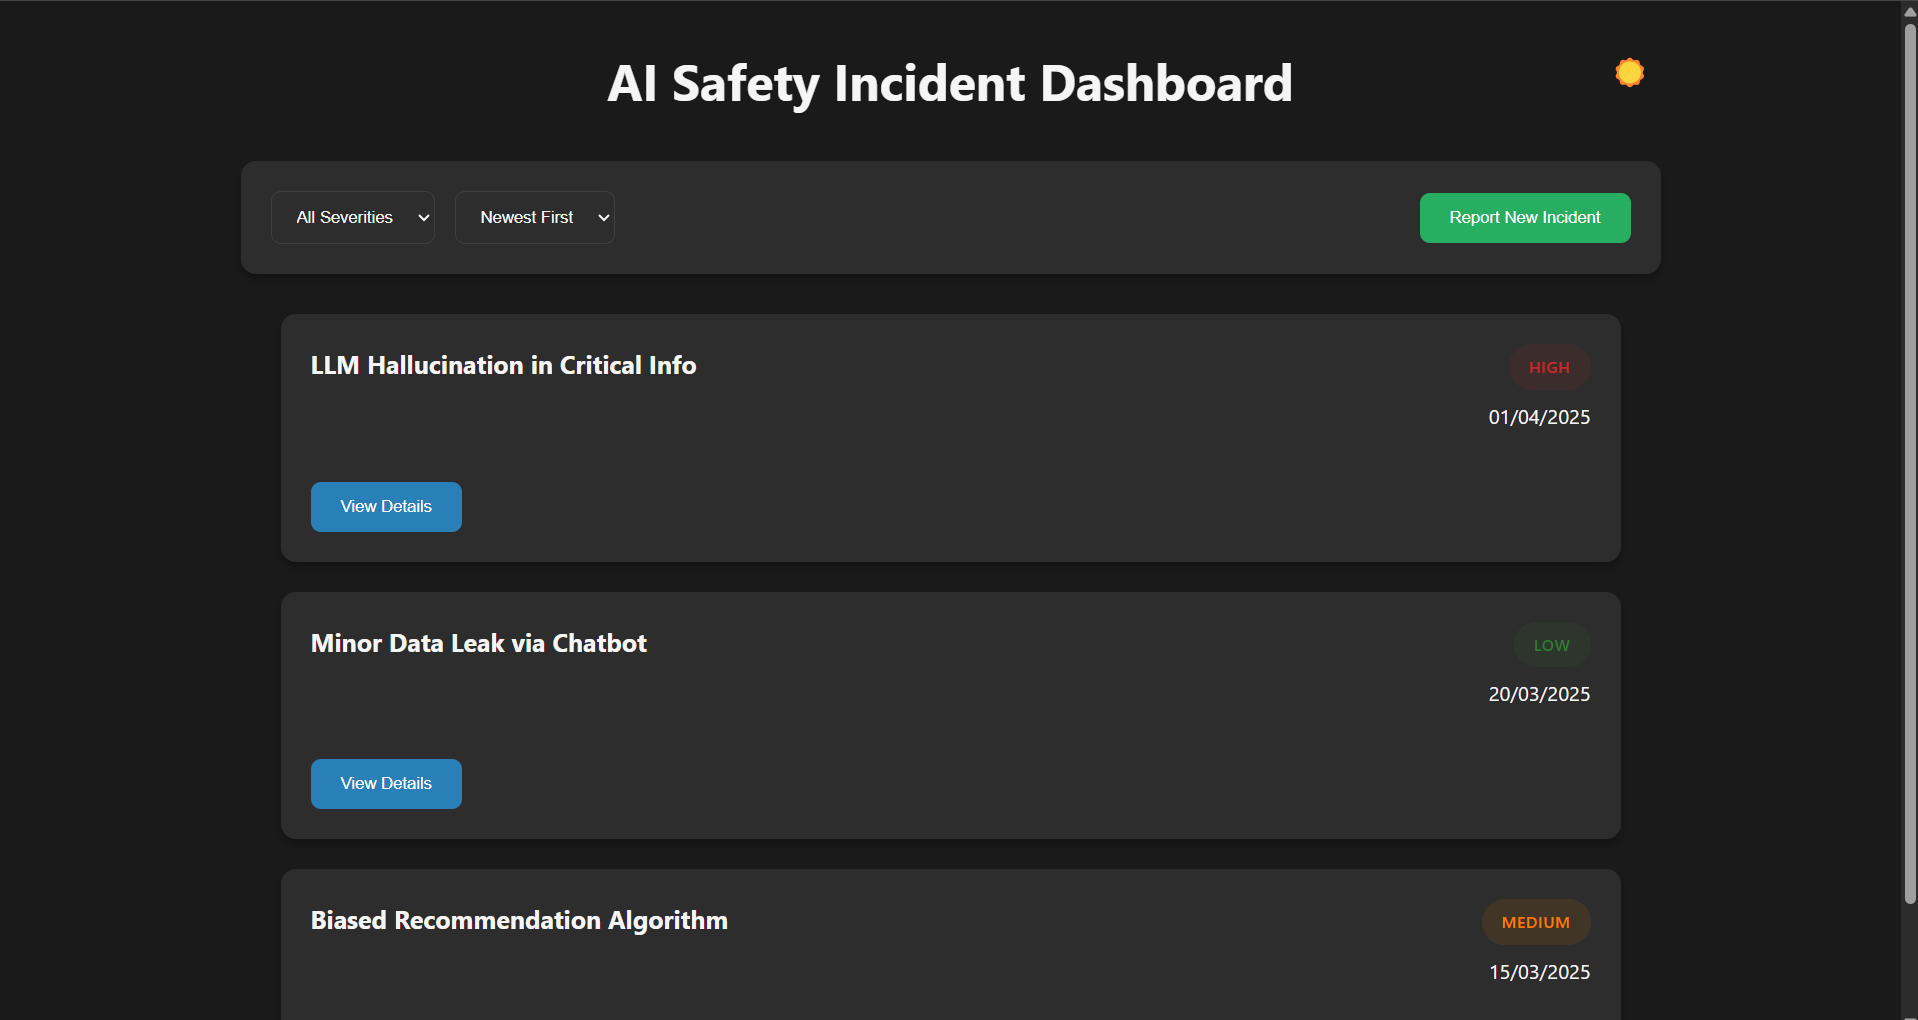 AI Safety Incident Dashboard
All Severities
Newest First
Report New Incident
LLM Hallucination in Critical Info
HIGH
01/04/2025
View Details
Minor Data Leak via Chatbot
LOW
20/03/2025
View Details
Biased Recommendation Algorithm
MEDIUM
15/03/2025